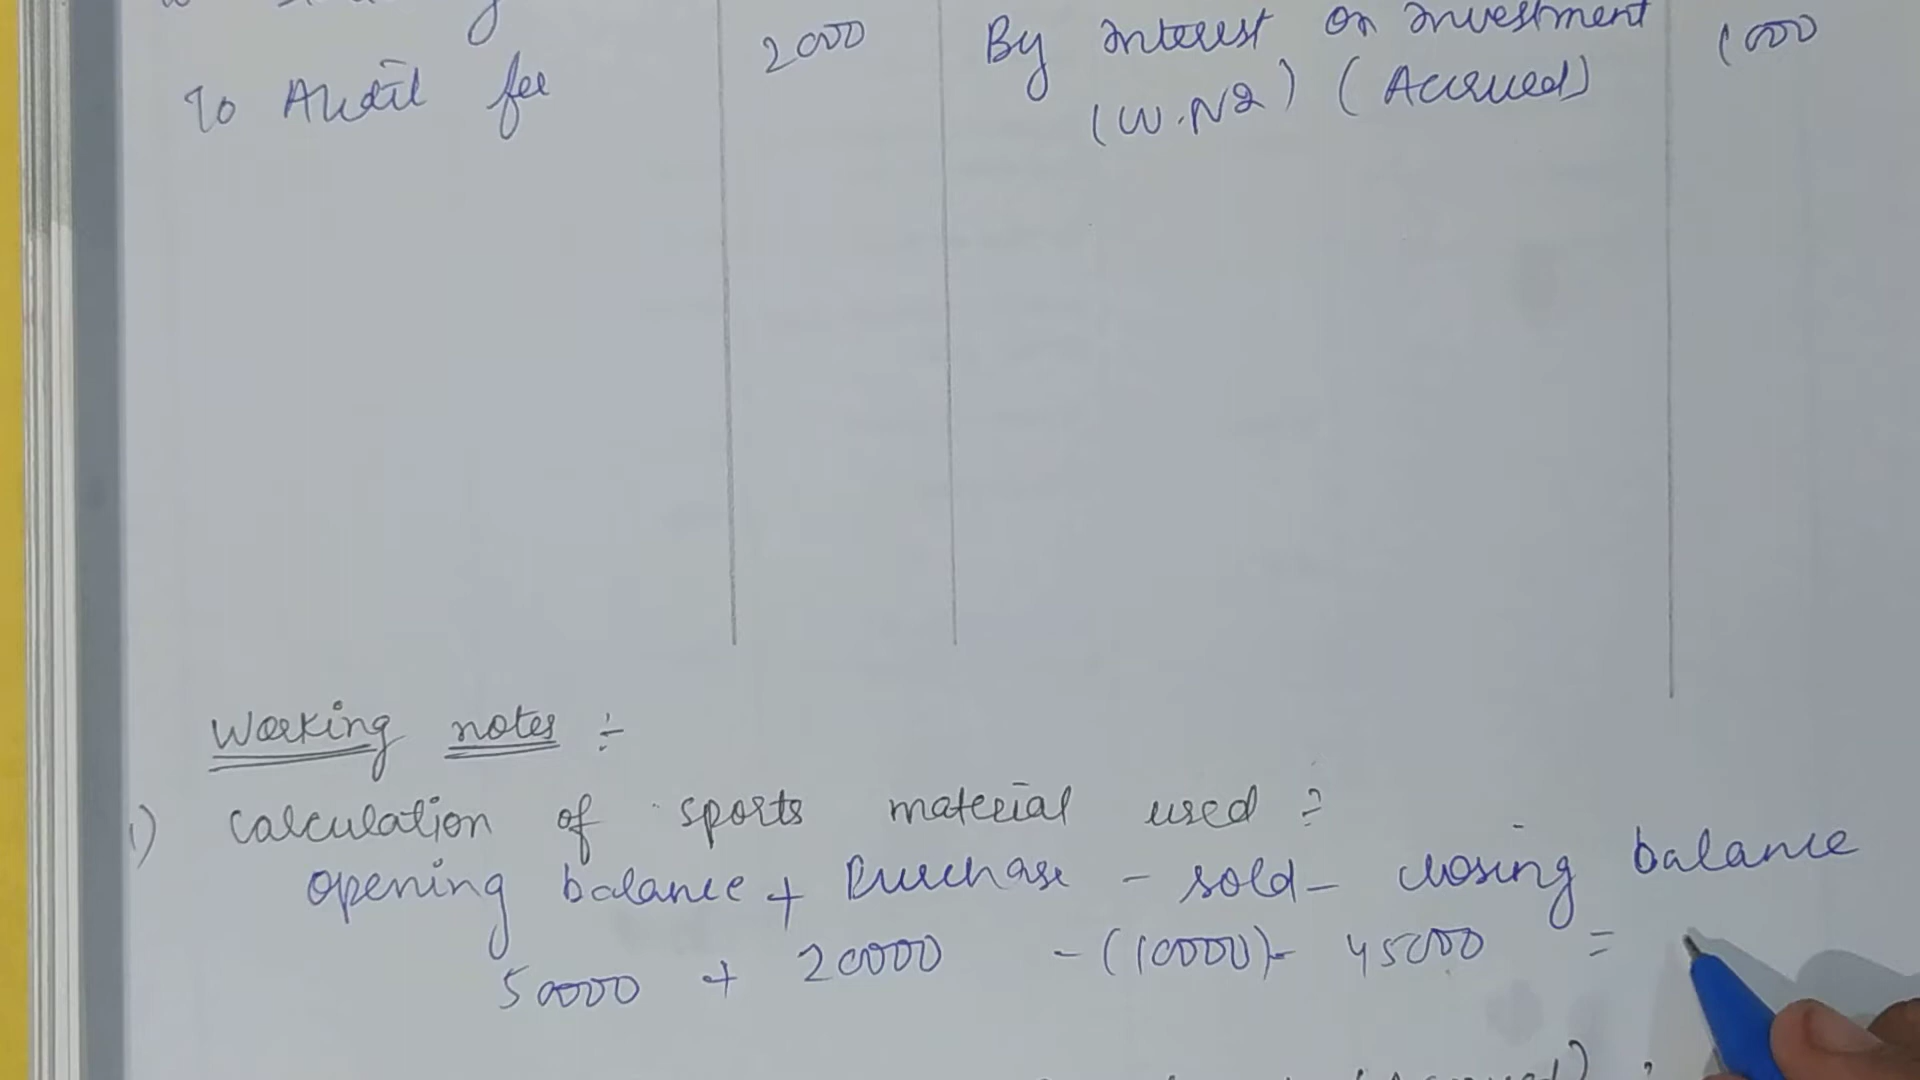 To Audit fee 2000 By Interest on Investment 1000
(W.N2) (Accrued)
Working notes :-
1) Calculation of sports material used :
opening balance + Purchase - sold - closing balance
50000 + 20000 - (10000) - 45000 =